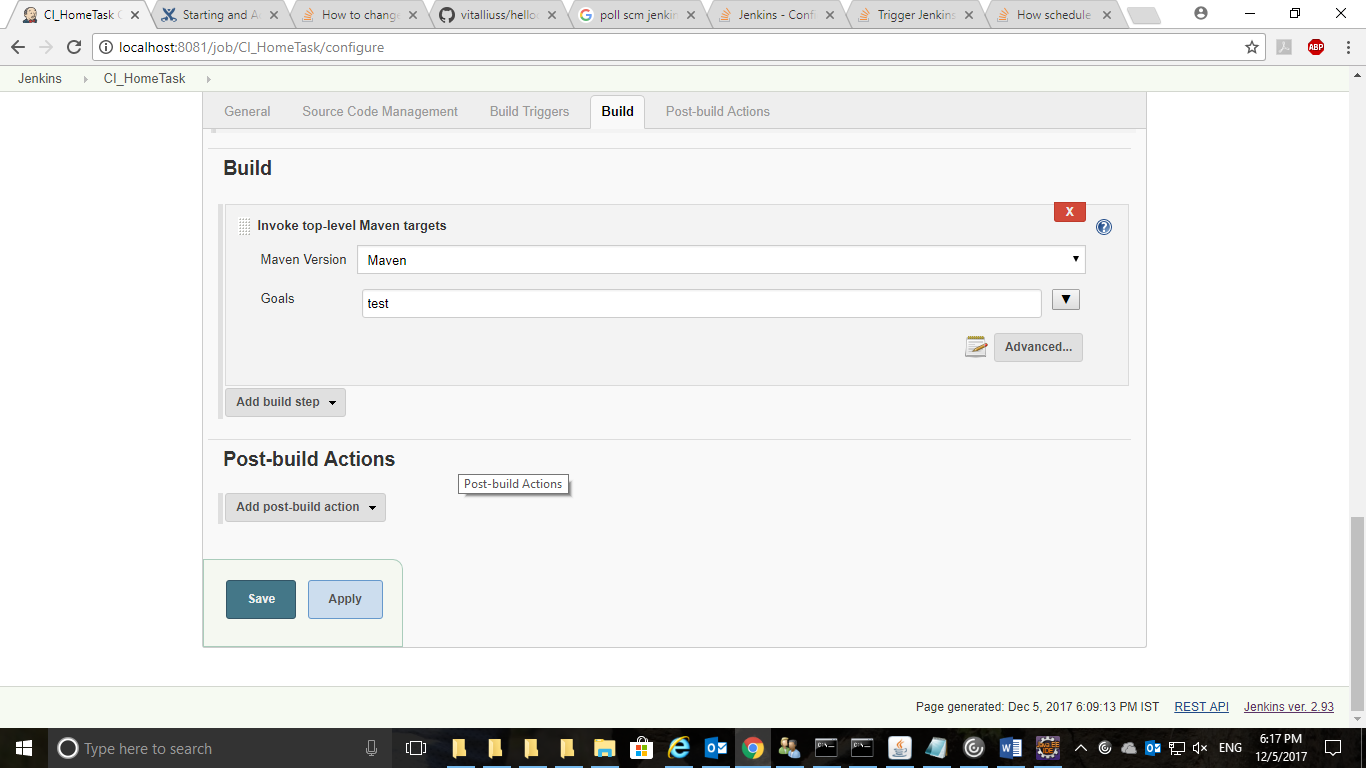 CI_HomeTask C
Starting and A
How to change
vitalliuss/hello
poll scm jenkin
Jenkins - Confi
Trigger Jenkins
How schedule
localhost:8081/job/CI_HomeTask/configure
ABP
Jenkins CI_HomeTask
General Source Code Management Build Triggers Build Post-build Actions
Build
X
Invoke top-level Maven targets
?
Maven Version Maven
Goals test
Advanced...
Add build step
Post-build Actions
Post-build Actions
Add post-build action
Save Apply
Page generated: Dec 5, 2017 6:09:13 PM IST REST API Jenkins ver. 2.93
Type here to search
ENG
6:17 PM
12/5/2017